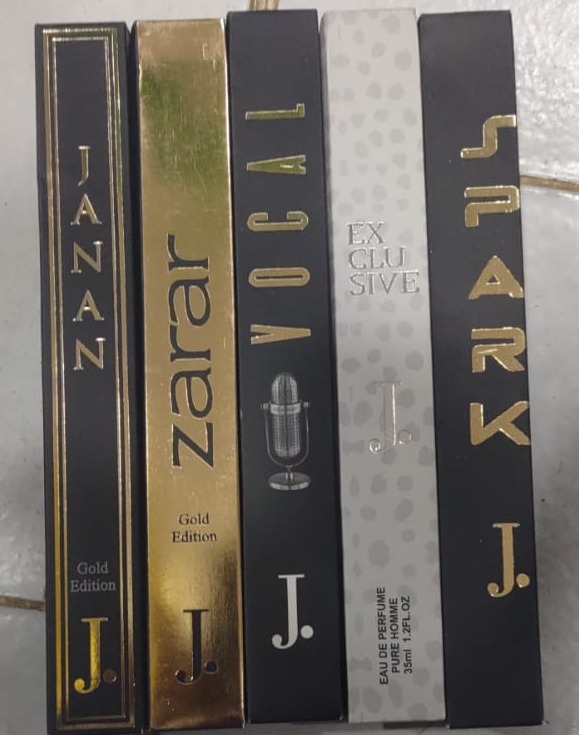 JANAN
Gold
Edition
J.
zarar
Gold
Edition
J.
VOCAL
J.
EX
CLU
SIVE
J.
EAU DE PERFUME
PURE HOMME
35ml 1.2FL.OZ
SPARK
J.